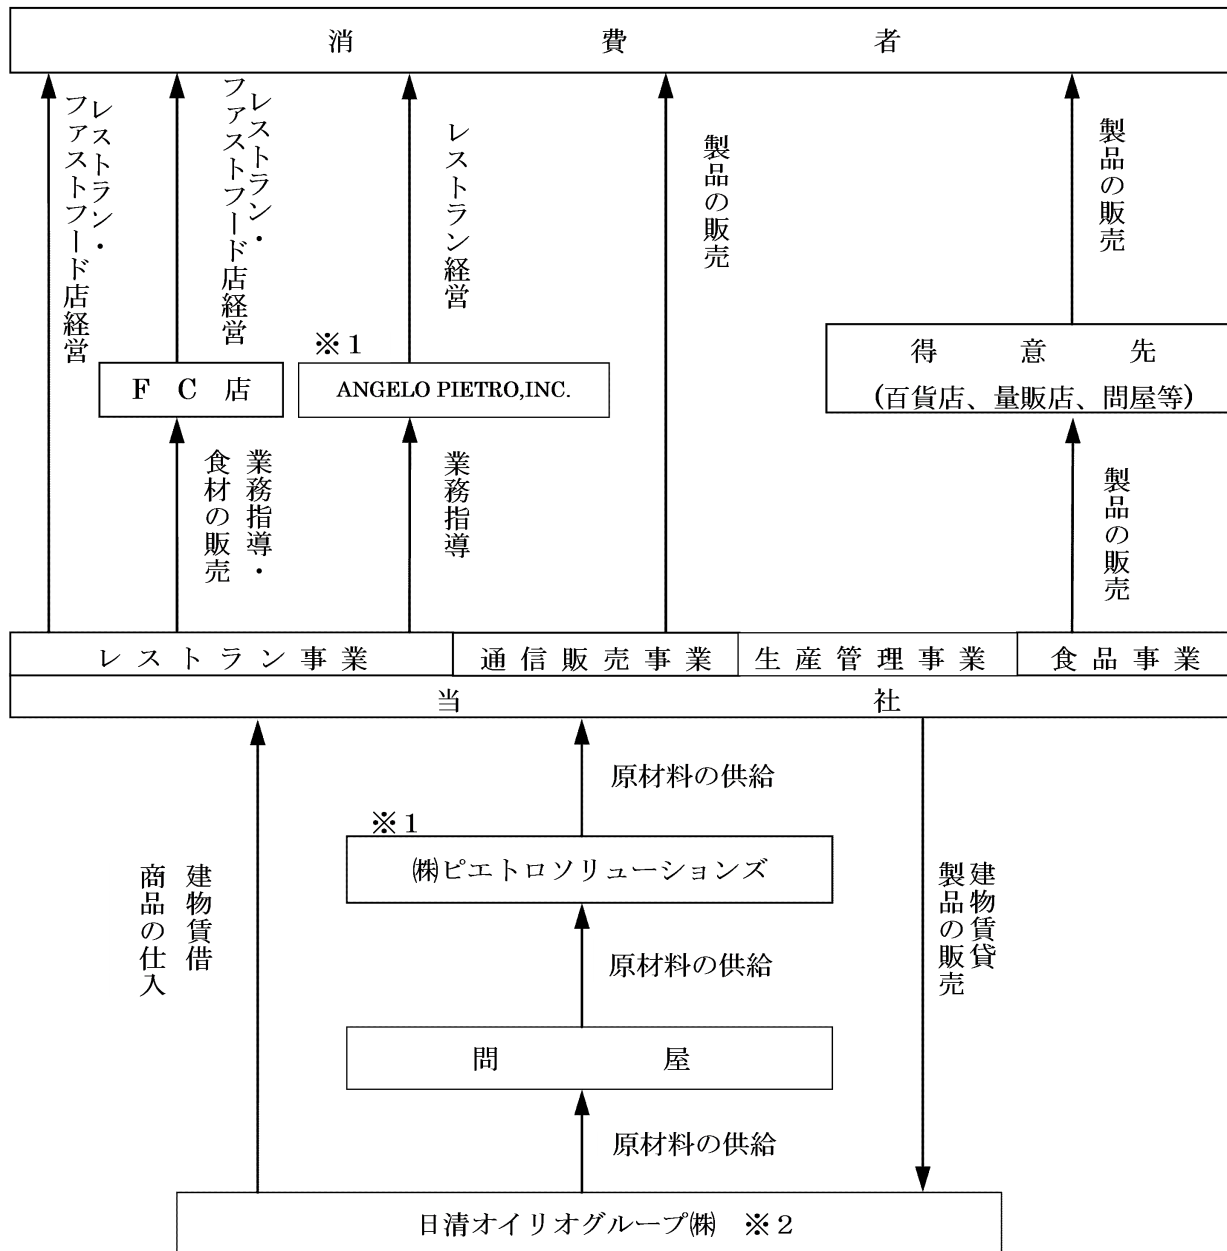 消費者
レストラン・
ファストフード店経営
レストラン・
ファストフード店経営
レストラン経営
製品の販売
製品の販売
※1
FC店
ANGELO PIETRO,INC.
得意先
(百貨店、量販店、問屋等)
業務指導・
食材の販売
業務指導
製品の販売
レストラン事業
通信販売事業
生産管理事業
食品事業
当社
原材料の供給
※1
㈱ピエトロソリューションズ
建物賃借
商品の仕入
建物賃貸
製品の販売
原材料の供給
問屋
原材料の供給
日清オイリオグループ㈱ ※2